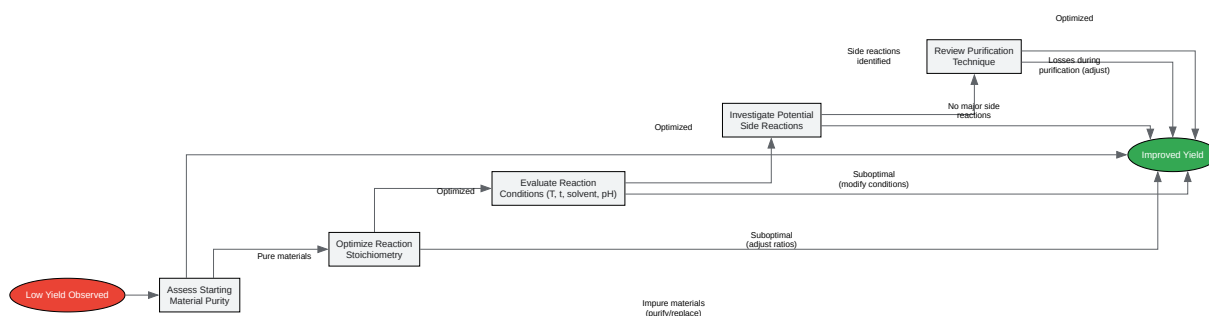 Optimized
Side reactions
identified
Review Purification
Technique
Losses during
purification (adjust)
Investigate Potential
Side Reactions
No major side
reactions
Optimized
Improved Yield
Evaluate Reaction
Conditions (T, t, solvent, pH)
Optimized
Suboptimal
(modify conditions)
Optimize Reaction
Stoichiometry
Suboptimal
(adjust ratios)
Pure materials
Low Yield Observed
Assess Starting
Material Purity
Impure materials
(purify/replace)